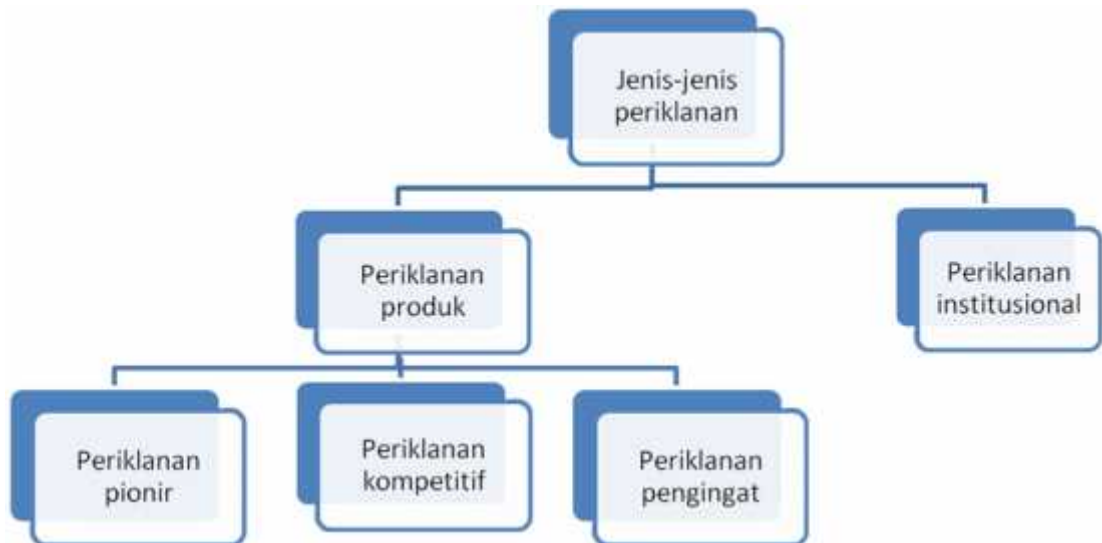 Jenis-jenis
periklanan
Periklanan
produk
Periklanan
institusional
Periklanan
pionir
Periklanan
kompetitif
Periklanan
pengingat